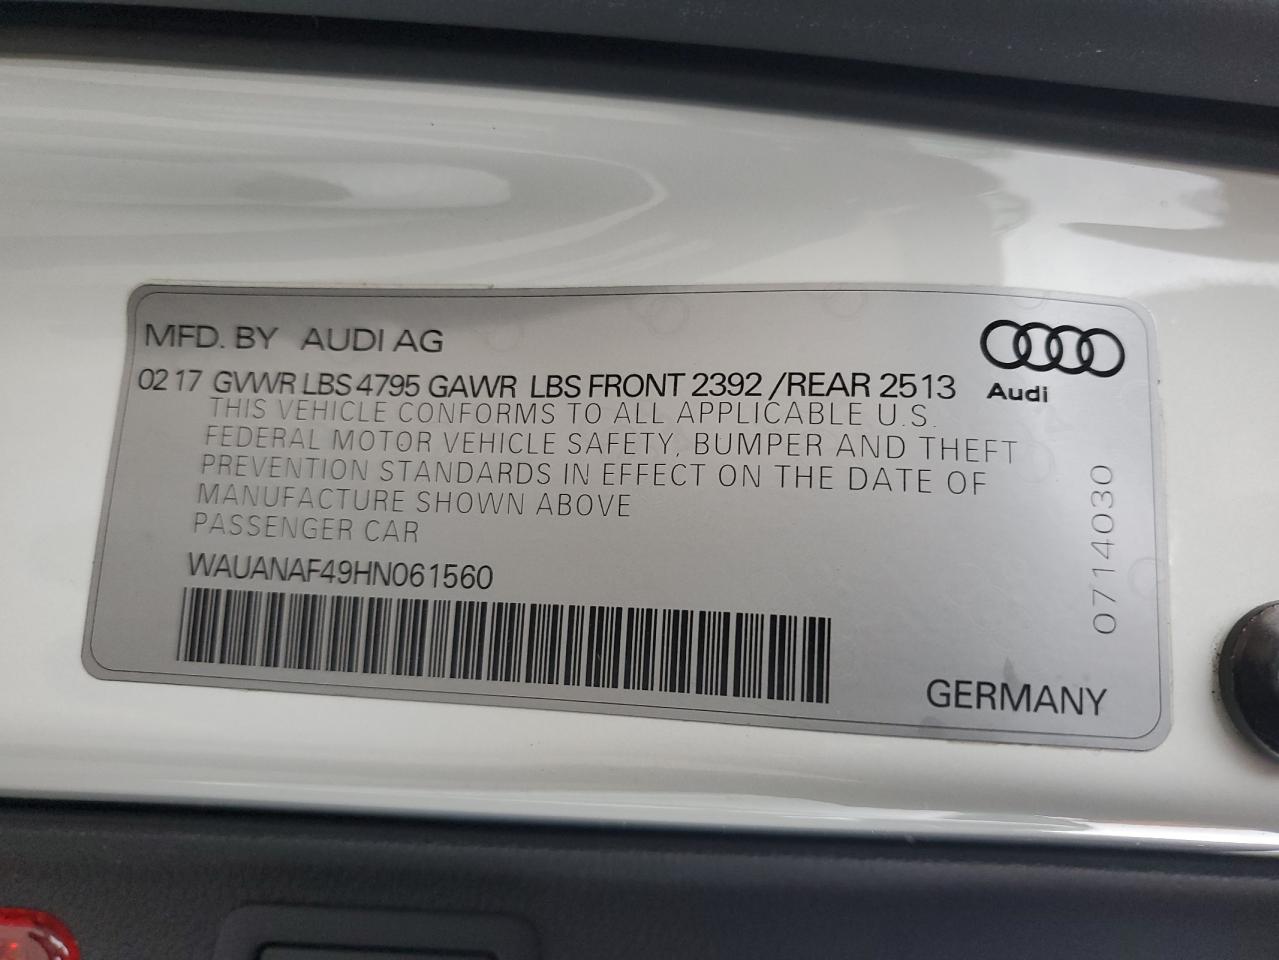 MFD. BY AUDI AG
02 17 GVWR LBS 4795 GAWR LBS FRONT 2392 /REAR 2513
Audi
THIS VEHICLE CONFORMS TO ALL APPLICABLE U.S.
FEDERAL MOTOR VEHICLE SAFETY, BUMPER AND THEFT
PREVENTION STANDARDS IN EFFECT ON THE DATE OF
MANUFACTURE SHOWN ABOVE
PASSENGER CAR
WAUANAF49HN061560
0714030
GERMANY